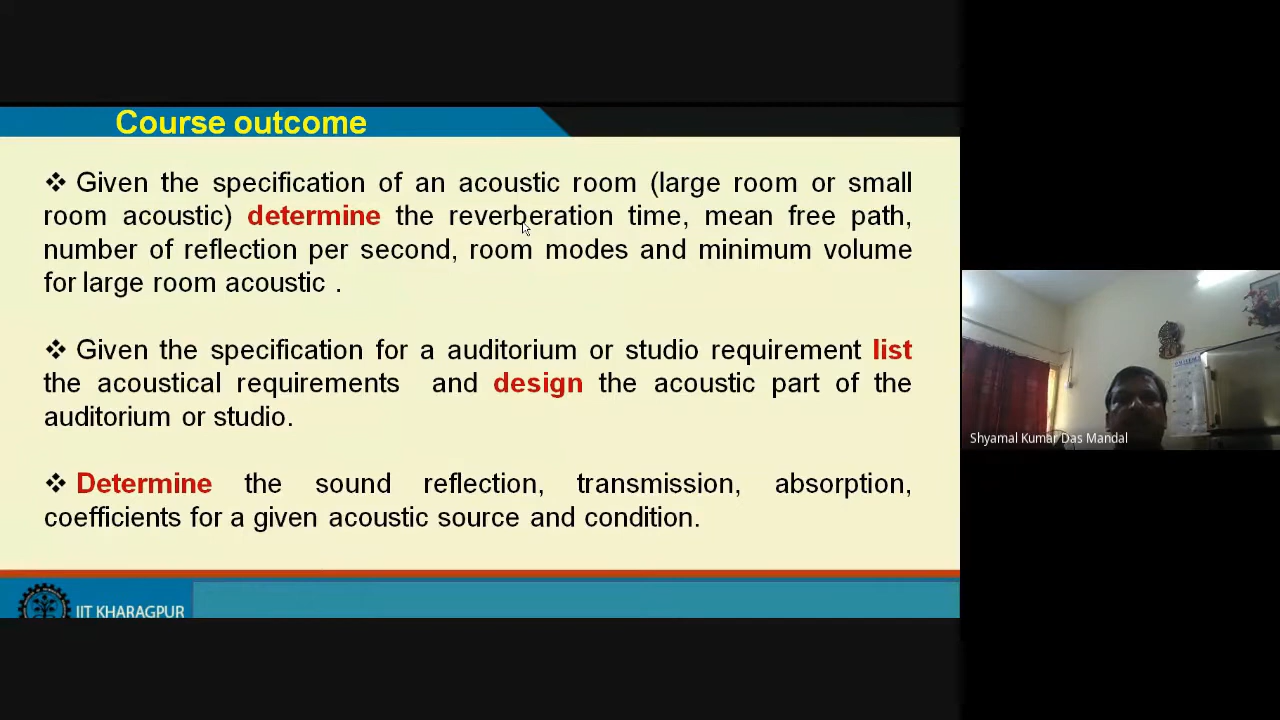 Course outcome
❖ Given the specification of an acoustic room (large room or small
room acoustic) determine the reverberation time, mean free path,
number of reflection per second, room modes and minimum volume
for large room acoustic .
❖ Given the specification for a auditorium or studio requirement list
the acoustical requirements and design the acoustic part of the
auditorium or studio.
❖ Determine the sound reflection, transmission, absorption,
coefficients for a given acoustic source and condition.
IIT KHARAGPUR
Shyamal Kumar Das Mandal